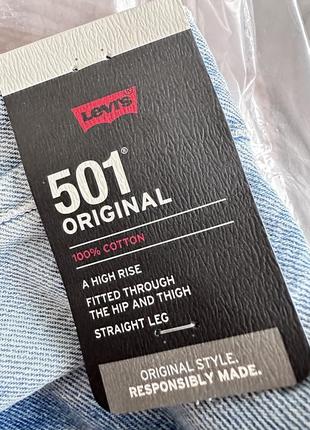 Levi's®
501®
ORIGINAL
100% COTTON
A HIGH RISE
FITTED THROUGH
THE HIP AND THIGH
STRAIGHT LEG
ORIGINAL STYLE.
RESPONSIBLY MADE.